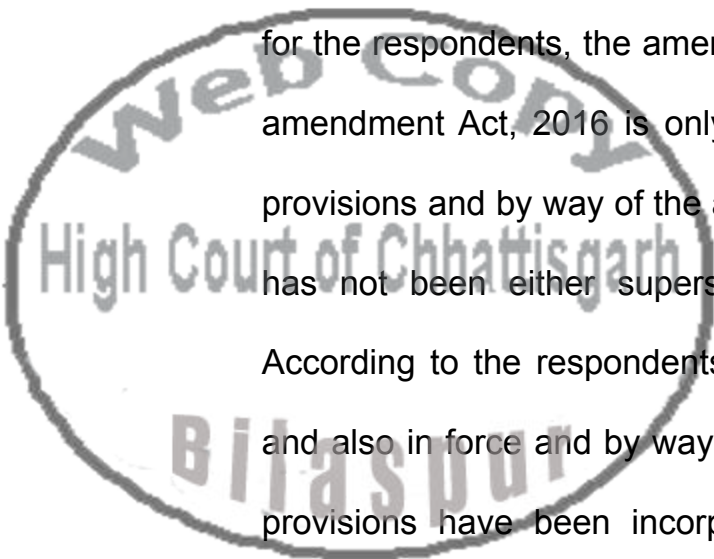 for the respondents, the amen
amendment Act, 2016 is only
provisions and by way of the a
has not been either supers
According to the respondents
and also in force and by way
provisions have been incorp
Web Copy
High Court of Chhattisgarh
Bilaspur